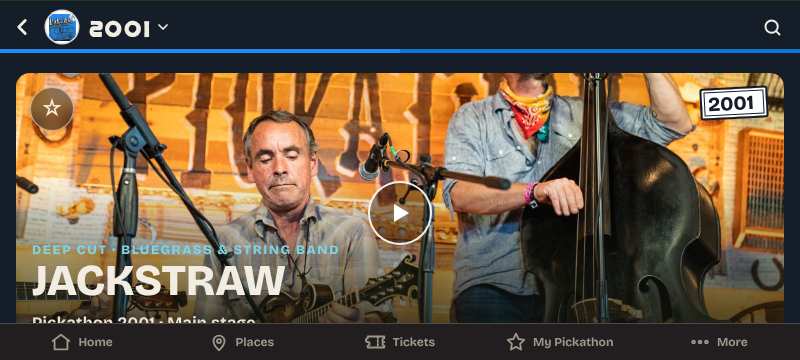 2001
2001
DEEP CUT • BLUEGRASS & STRING BAND
JACKSTRAW
Pickathon 2001 • Main stage
Home
Places
Tickets
My Pickathon
More